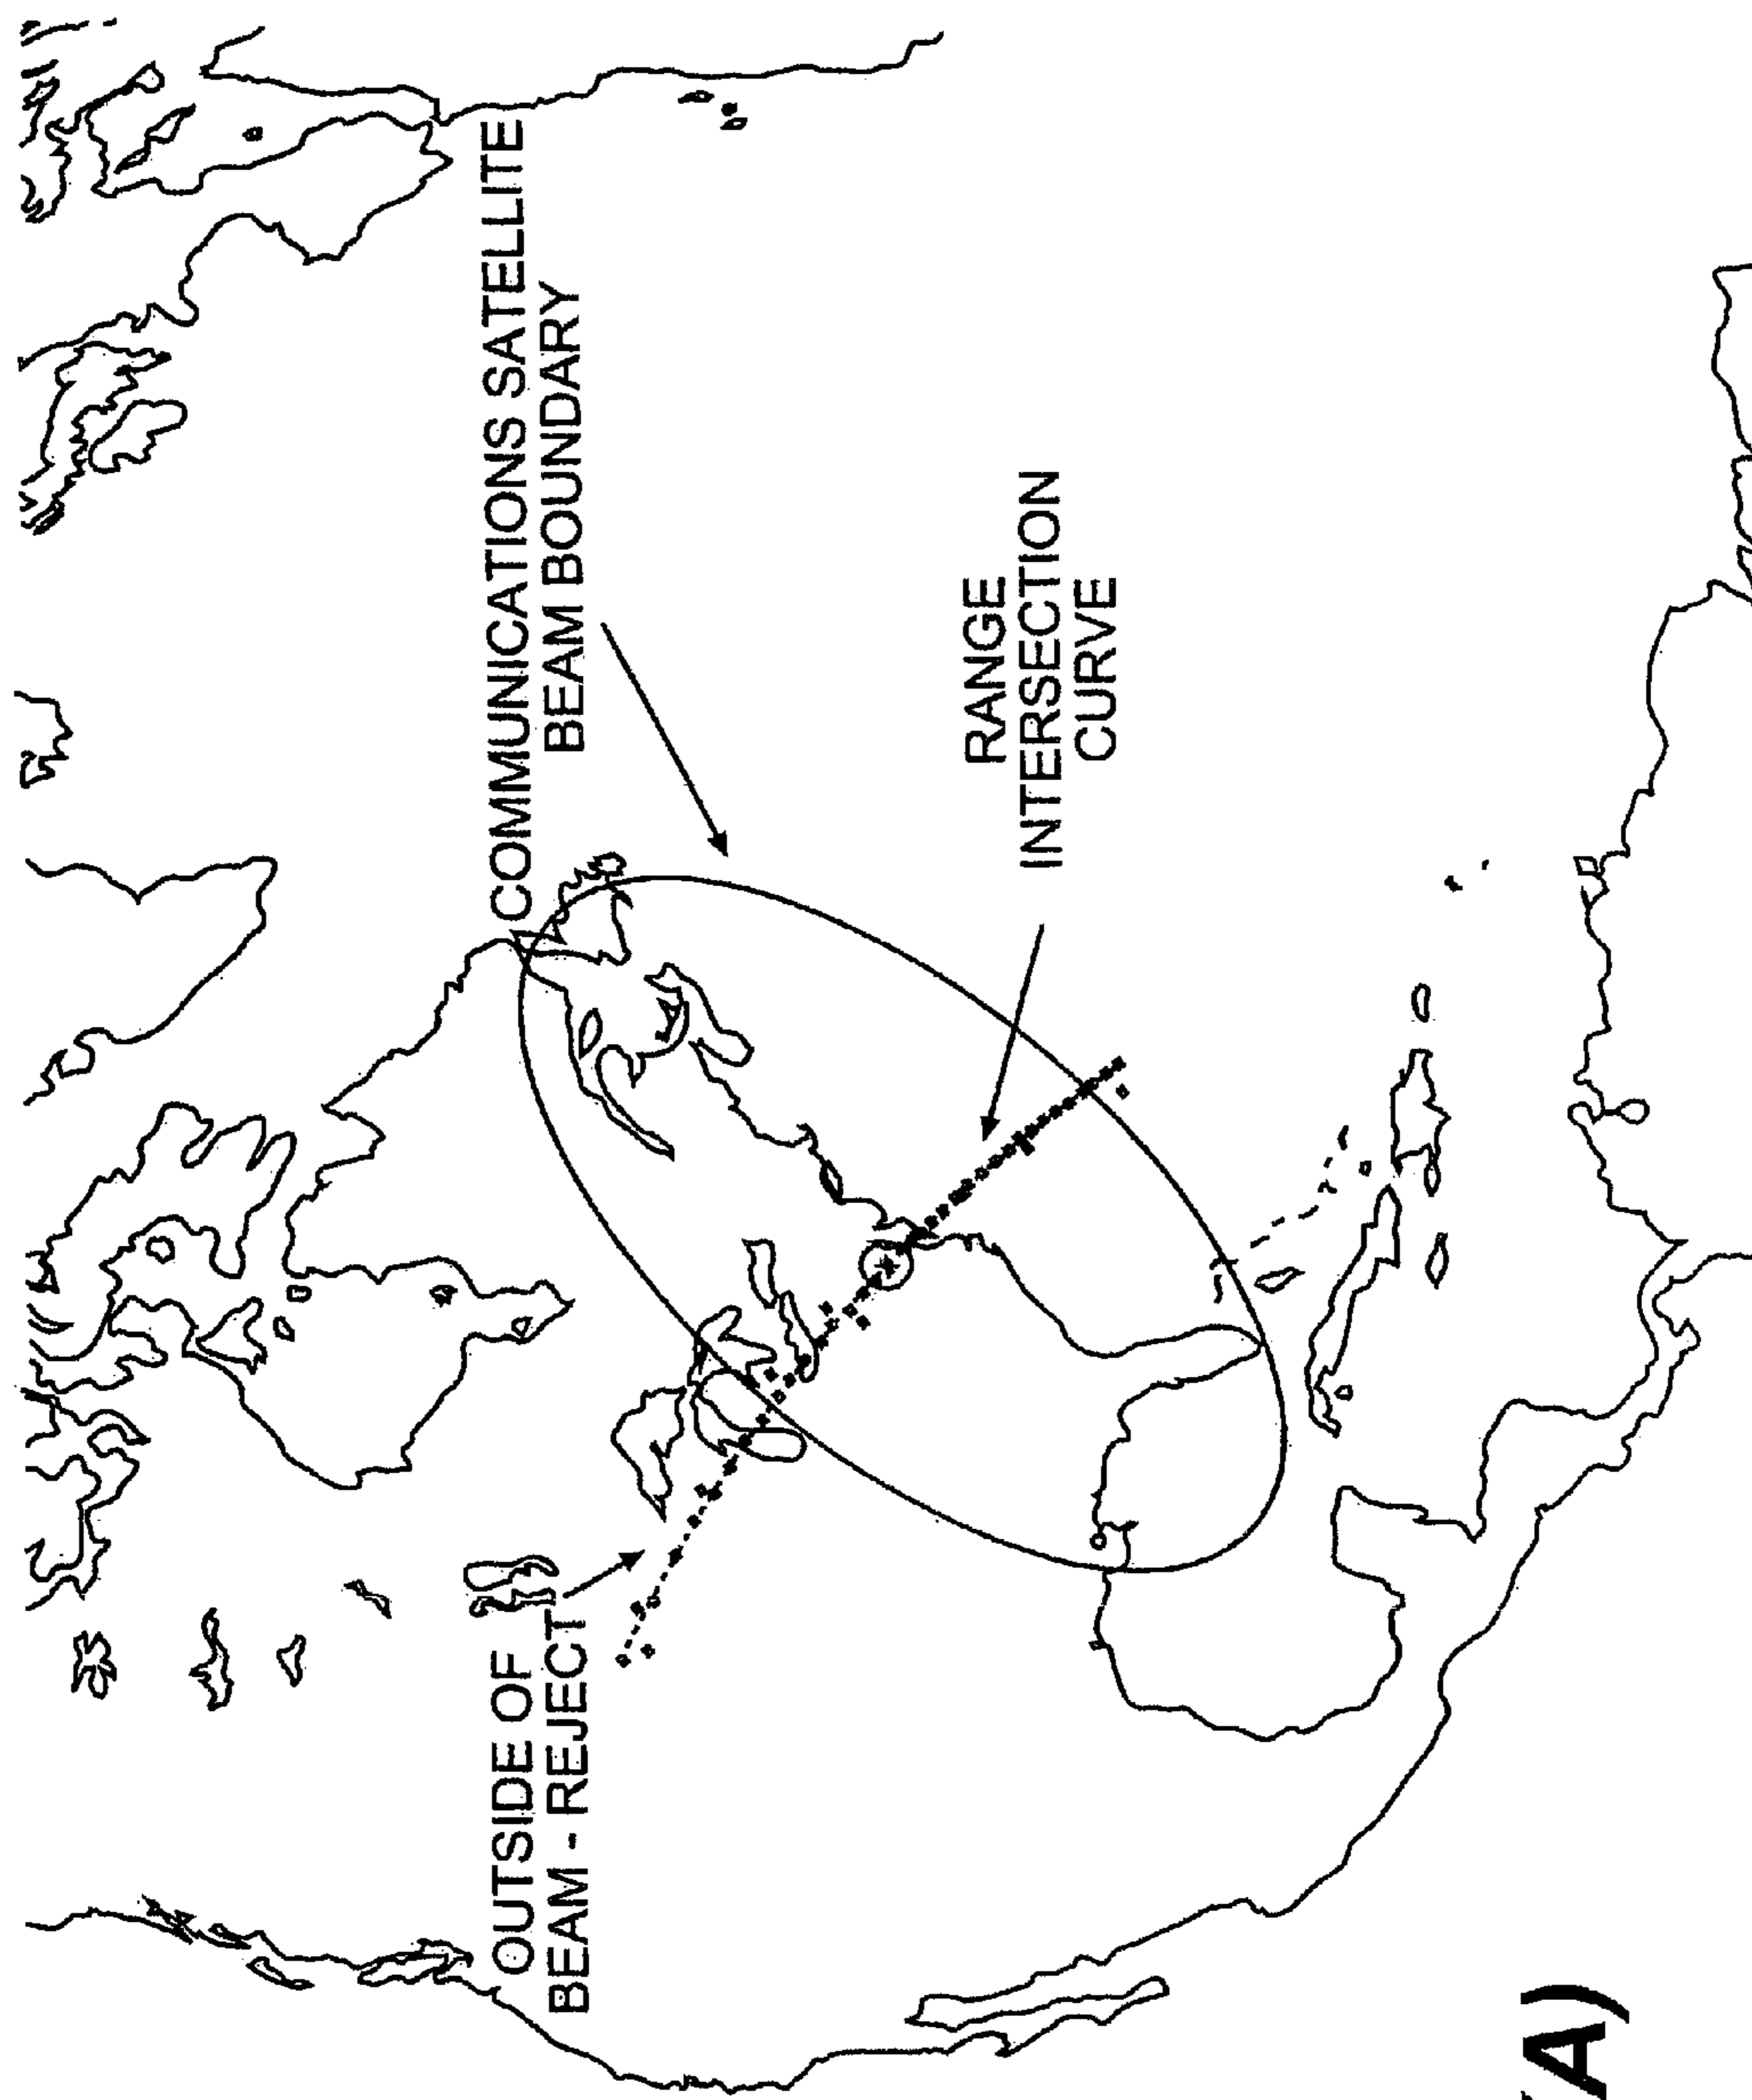 COMMUNICATIONS SATELLITE
BEAM BOUNDARY
RANGE
INTERSECTION
CURVE
OUTSIDE OF
BEAM - REJECT
A)